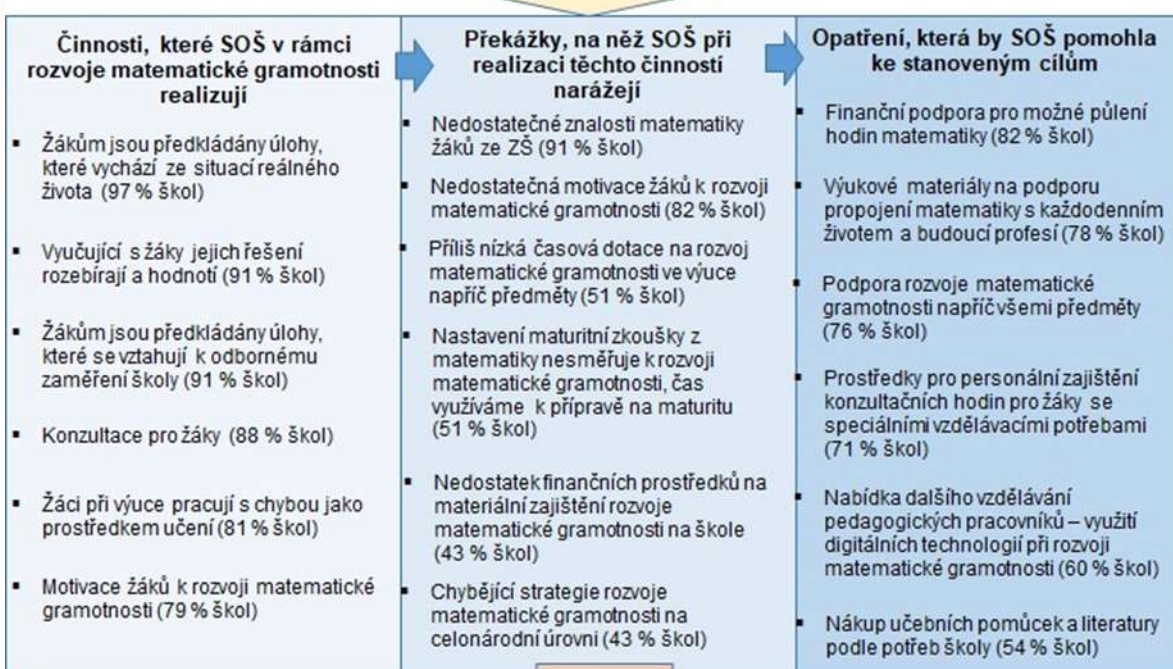 Činnosti, které SOŠ v rámci
rozvoje matematické gramotnosti
realizují
▪ Žákům jsou předkládány úlohy,
které vychází ze situací reálného
života (97 % škol)
▪ Vyučující s žáky jejich řešení
rozebírají a hodnotí (91 % škol)
▪ Žákům jsou předkládány úlohy,
které se vztahují k odbornému
zaměření školy (91 % škol)
▪ Konzultace pro žáky (88 % škol)
▪ Žáci při výuce pracují s chybou jako
prostředkem učení (81 % škol)
▪ Motivace žáků k rozvoji matematické
gramotnosti (79 % škol)
Překážky, na něž SOŠ při
realizaci těchto činností
narážejí
▪ Nedostatečné znalosti matematiky
žáků ze ZŠ (91 % škol)
▪ Nedostatečná motivace žáků k rozvoji
matematické gramotnosti (82 % škol)
▪ Příliš nízká časová dotace na rozvoj
matematické gramotnosti ve výuce
napříč předměty (51 % škol)
▪ Nastavení maturitní zkoušky z
matematiky nesměřuje k rozvoji
matematické gramotnosti, čas
využíváme k přípravě na maturitu
(51 % škol)
▪ Nedostatek finančních prostředků na
materiální zajištění rozvoje
matematické gramotnosti na škole
(43 % škol)
▪ Chybějící strategie rozvoje
matematické gramotnosti na
celonárodní úrovni (43 % škol)
Opatření, která by SOŠ pomohla
ke stanoveným cílům
▪ Finanční podpora pro možné půlení
hodin matematiky (82 % škol)
▪ Výukové materiály na podporu
propojení matematiky s každodenním
životem a budoucí profesí (78 % škol)
▪ Podpora rozvoje matematické
gramotnosti napříč všemi předměty
(76 % škol)
▪ Prostředky pro personální zajištění
konzultačních hodin pro žáky se
speciálními vzdělávacími potřebami
(71 % škol)
▪ Nabídka dalšího vzdělávání
pedagogických pracovníků – využití
digitálních technologií při rozvoji
matematické gramotnosti (60 % škol)
▪ Nákup učebních pomůcek a literatury
podle potřeb školy (54 % škol)